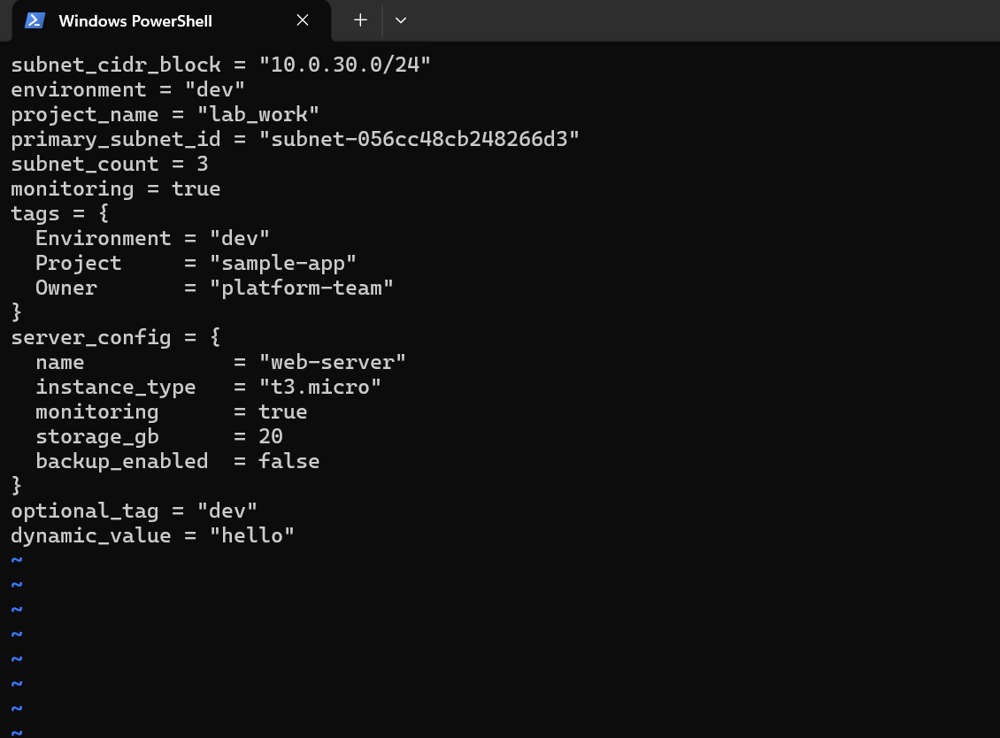 Windows PowerShell
subnet_cidr_block = "10.0.30.0/24"
environment = "dev"
project_name = "lab_work"
primary_subnet_id = "subnet-056cc48cb248266d3"
subnet_count = 3
monitoring = true
tags = {
  Environment = "dev"
  Project     = "sample-app"
  Owner       = "platform-team"
}
server_config = {
  name            = "web-server"
  instance_type   = "t3.micro"
  monitoring      = true
  storage_gb      = 20
  backup_enabled  = false
}
optional_tag = "dev"
dynamic_value = "hello"
~
~
~
~
~
~
~
~